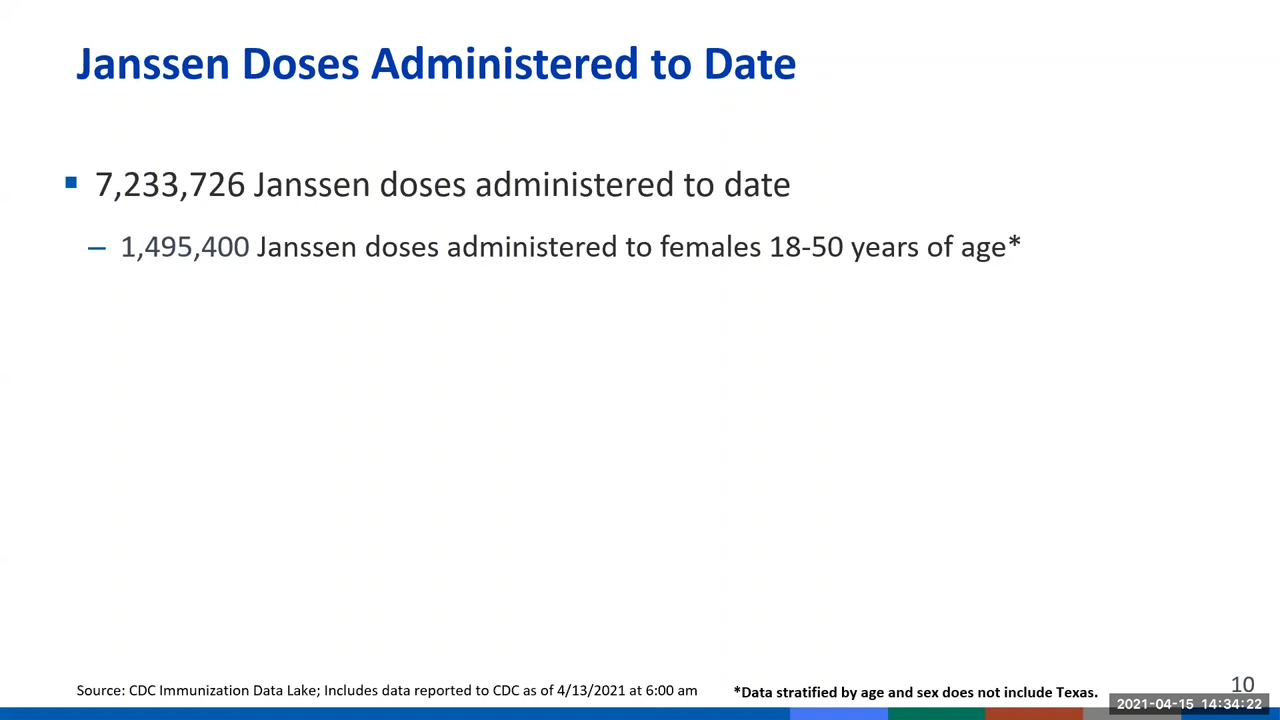 Janssen Doses Administered to Date
▪ 7,233,726 Janssen doses administered to date
– 1,495,400 Janssen doses administered to females 18-50 years of age*
Source: CDC Immunization Data Lake; Includes data reported to CDC as of 4/13/2021 at 6:00 am
*Data stratified by age and sex does not include Texas.
10
2021-04-15 14:34:22